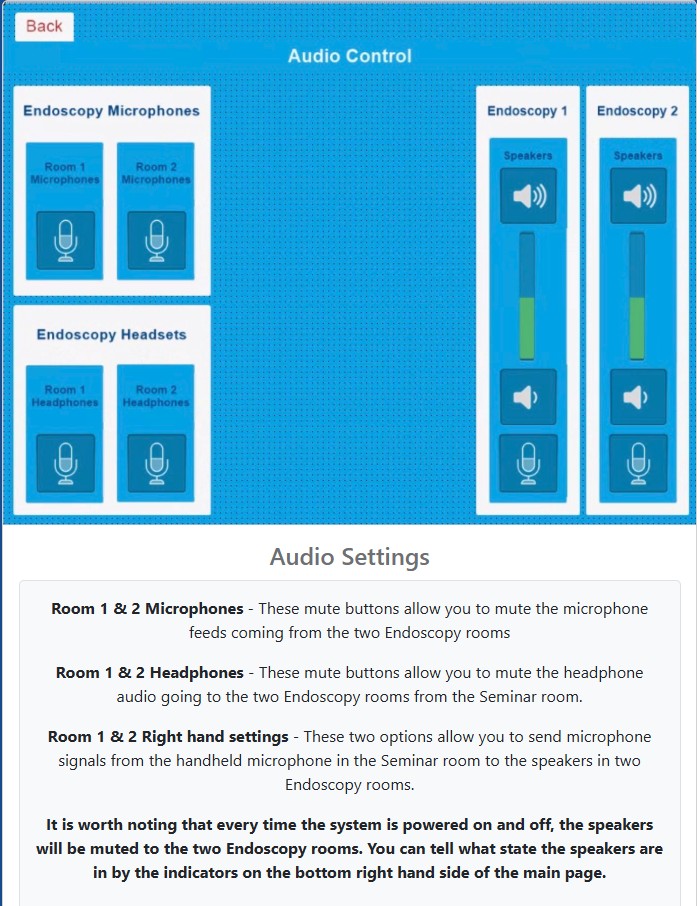 Back
Audio Control
Endoscopy Microphones
Room 1
Microphones
Room 2
Microphones
Endoscopy Headsets
Room 1
Headphones
Room 2
Headphones
Endoscopy 1
Speakers
Endoscopy 2
Speakers
Audio Settings
Room 1 & 2 Microphones - These mute buttons allow you to mute the microphone
feeds coming from the two Endoscopy rooms
Room 1 & 2 Headphones - These mute buttons allow you to mute the headphone
audio going to the two Endoscopy rooms from the Seminar room.
Room 1 & 2 Right hand settings - These two options allow you to send microphone
signals from the handheld microphone in the Seminar room to the speakers in two
Endoscopy rooms.
It is worth noting that every time the system is powered on and off, the speakers
will be muted to the two Endoscopy rooms. You can tell what state the speakers are
in by the indicators on the bottom right hand side of the main page.